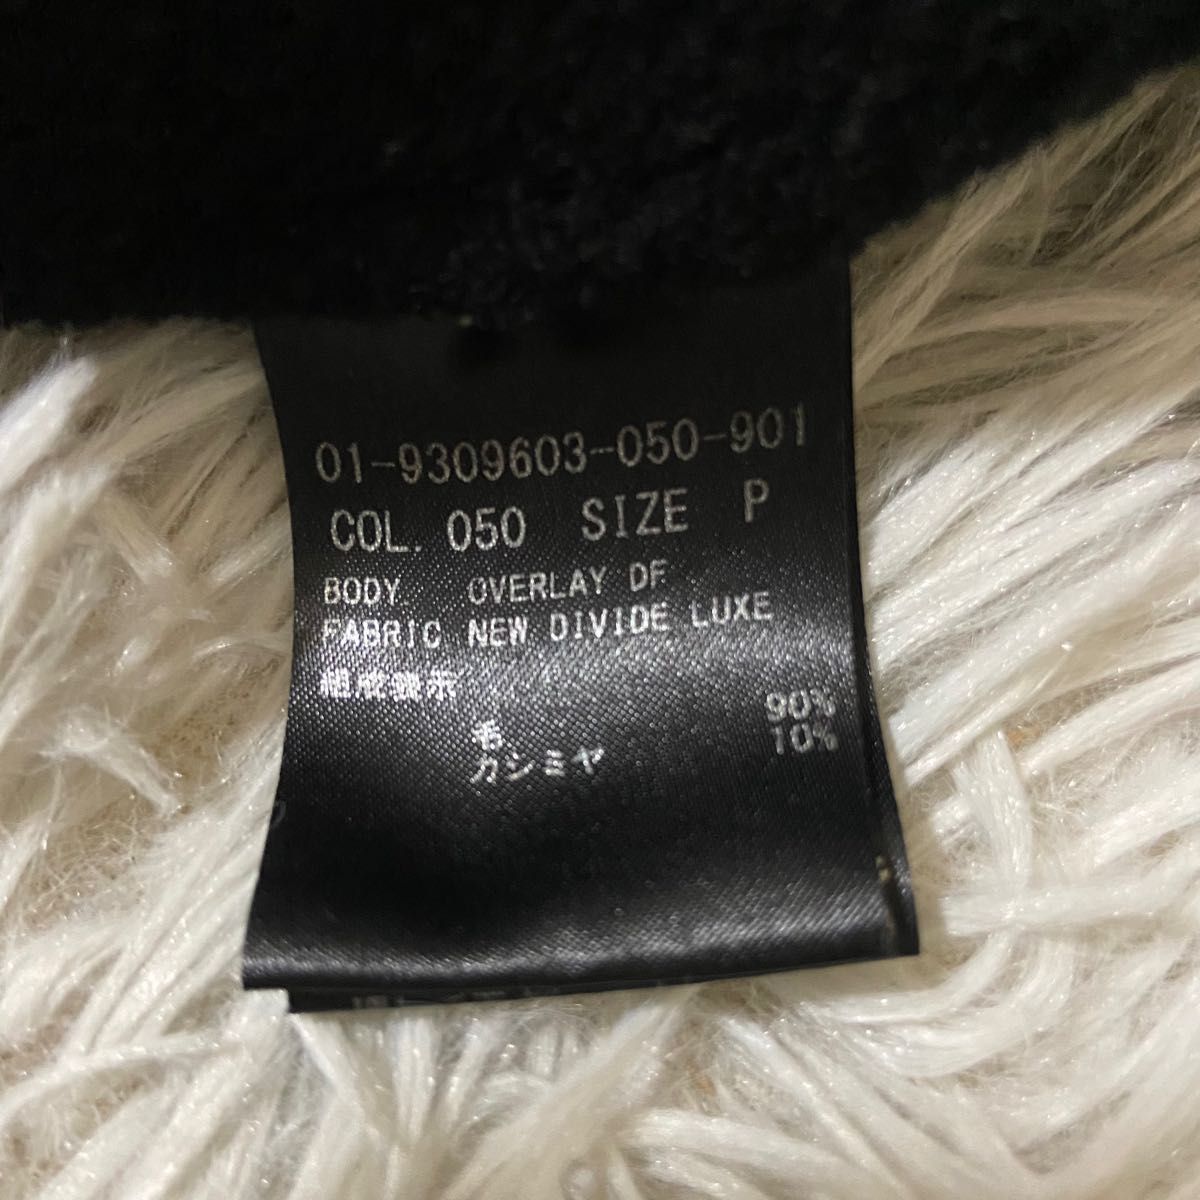 01-9309603-050-901
COL. 050 SIZE P
BODY OVERLAY DF
FABRIC NEW DIVIDE LUXE
組成表示
毛 90%
カシミヤ 10%